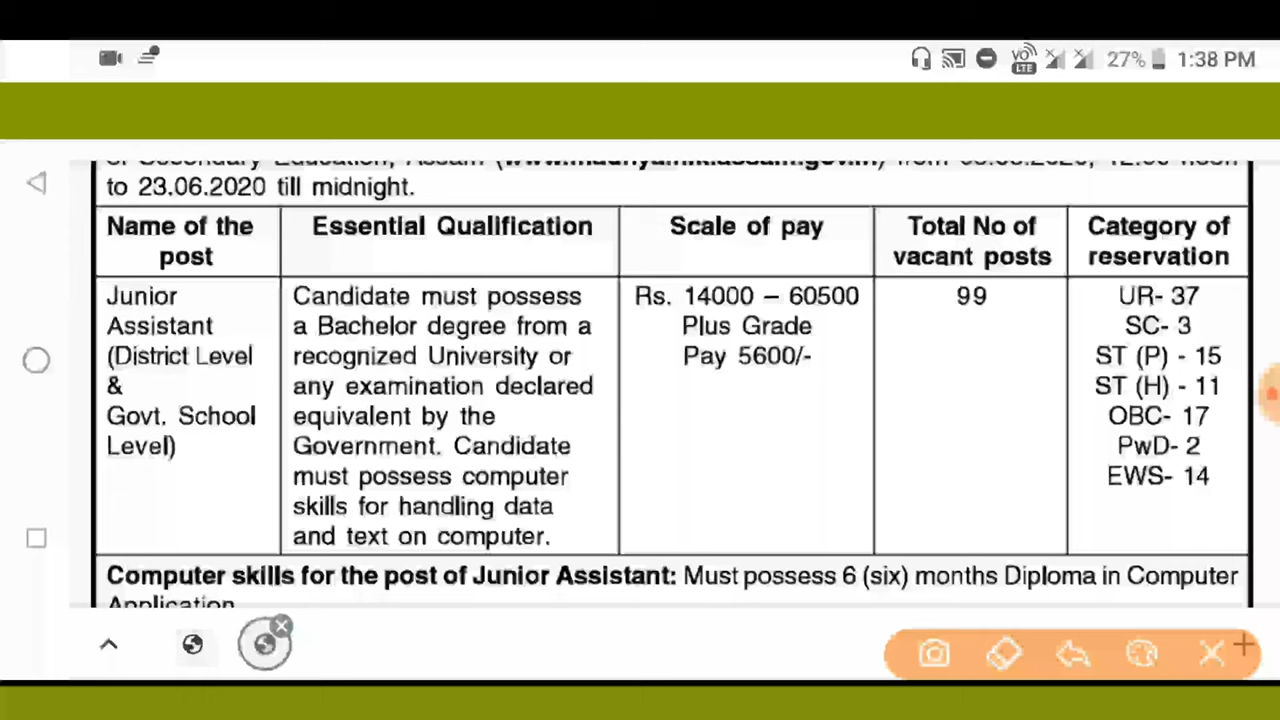 27% 1:38 PM
to 23.06.2020 till midnight.
Name of the post
Essential Qualification
Scale of pay
Total No of vacant posts
Category of reservation
Junior
Assistant
(District Level
&
Govt. School
Level)
Candidate must possess
a Bachelor degree from a
recognized University or
any examination declared
equivalent by the
Government. Candidate
must possess computer
skills for handling data
and text on computer.
Rs. 14000 – 60500
Plus Grade
Pay 5600/-
99
UR- 37
SC- 3
ST (P) - 15
ST (H) - 11
OBC- 17
PwD- 2
EWS- 14
Computer skills for the post of Junior Assistant: Must possess 6 (six) months Diploma in Computer
Application